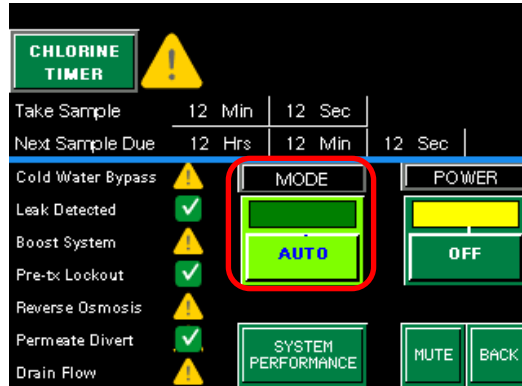 CHLORINE
TIMER
Take Sample 12 Min 12 Sec
Next Sample Due 12 Hrs 12 Min 12 Sec
Cold Water Bypass MODE POWER
Leak Detected
Boost System AUTO OFF
Pre-tx Lockout
Reverse Osmosis
Permeate Divert SYSTEM
PERFORMANCE MUTE BACK
Drain Flow